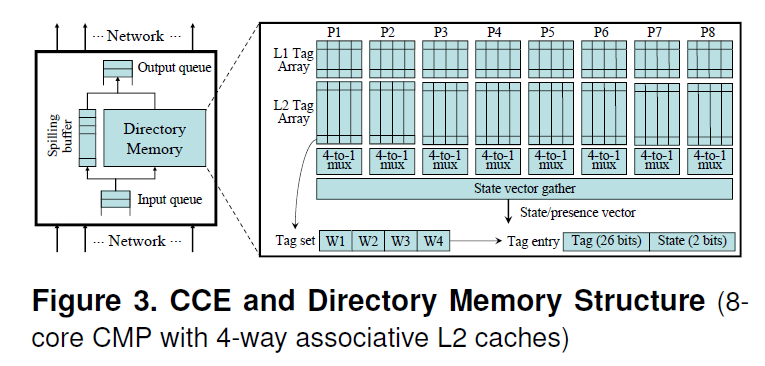 ··· Network ···
Output queue
Spilling
buffer
Directory
Memory
Input queue
··· Network ···
P1 P2 P3 P4 P5 P6 P7 P8
L1 Tag
Array
L2 Tag
Array
4-to-1 4-to-1 4-to-1 4-to-1 4-to-1 4-to-1 4-to-1 4-to-1
mux mux mux mux mux mux mux mux
State vector gather
State/presence vector
Tag set W1 W2 W3 W4 Tag entry Tag (26 bits) State (2 bits)
Figure 3. CCE and Directory Memory Structure (8-
core CMP with 4-way associative L2 caches)